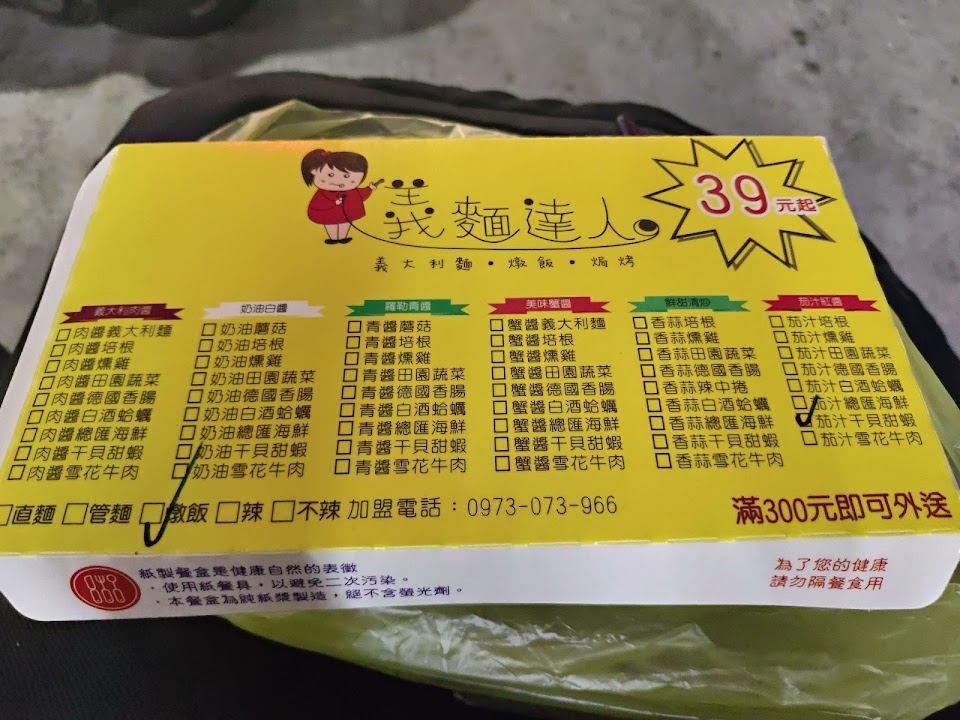 義麵達人
義大利麵・燉飯・焗烤
39元起
義大利肉醬
□肉醬義大利麵
□肉醬培根
□肉醬燻雞
□肉醬田園蔬菜
□肉醬德國香腸
□肉醬白酒蛤蠣
□肉醬總匯海鮮
□肉醬干貝甜蝦
□肉醬雪花牛肉
奶油白醬
□奶油蘑菇
□奶油培根
□奶油燻雞
□奶油田園蔬菜
□奶油德國香腸
□奶油白酒蛤蠣
□奶油總匯海鮮
□奶油干貝甜蝦
□奶油雪花牛肉
羅勒青醬
□青醬蘑菇
□青醬培根
□青醬燻雞
□青醬田園蔬菜
□青醬德國香腸
□青醬白酒蛤蠣
□青醬總匯海鮮
□青醬干貝甜蝦
□青醬雪花牛肉
美味蟹醬
□蟹醬義大利麵
□蟹醬培根
□蟹醬燻雞
□蟹醬田園蔬菜
□蟹醬德國香腸
□蟹醬白酒蛤蠣
□蟹醬總匯海鮮
□蟹醬干貝甜蝦
□蟹醬雪花牛肉
鮮甜清炒
□香蒜培根
□香蒜燻雞
□香蒜田園蔬菜
□香蒜德國香腸
□香蒜辣中捲
□香蒜白酒蛤蠣
□香蒜總匯海鮮
□香蒜干貝甜蝦
□香蒜雪花牛肉
茄汁紅醬
□茄汁培根
□茄汁燻雞
□茄汁田園蔬菜
□茄汁德國香腸
□茄汁白酒蛤蠣
□茄汁總匯海鮮
□茄汁干貝甜蝦
□茄汁雪花牛肉
□直麵 □管麵 □燉飯 □辣 □不辣 加盟電話：0973-073-966
滿300元即可外送
紙製餐盒是健康自然的表徵
・使用紙餐具，以避免二次污染。
・本餐盒為純紙漿製造，絕不含螢光劑。
為了您的健康
請勿隔餐食用